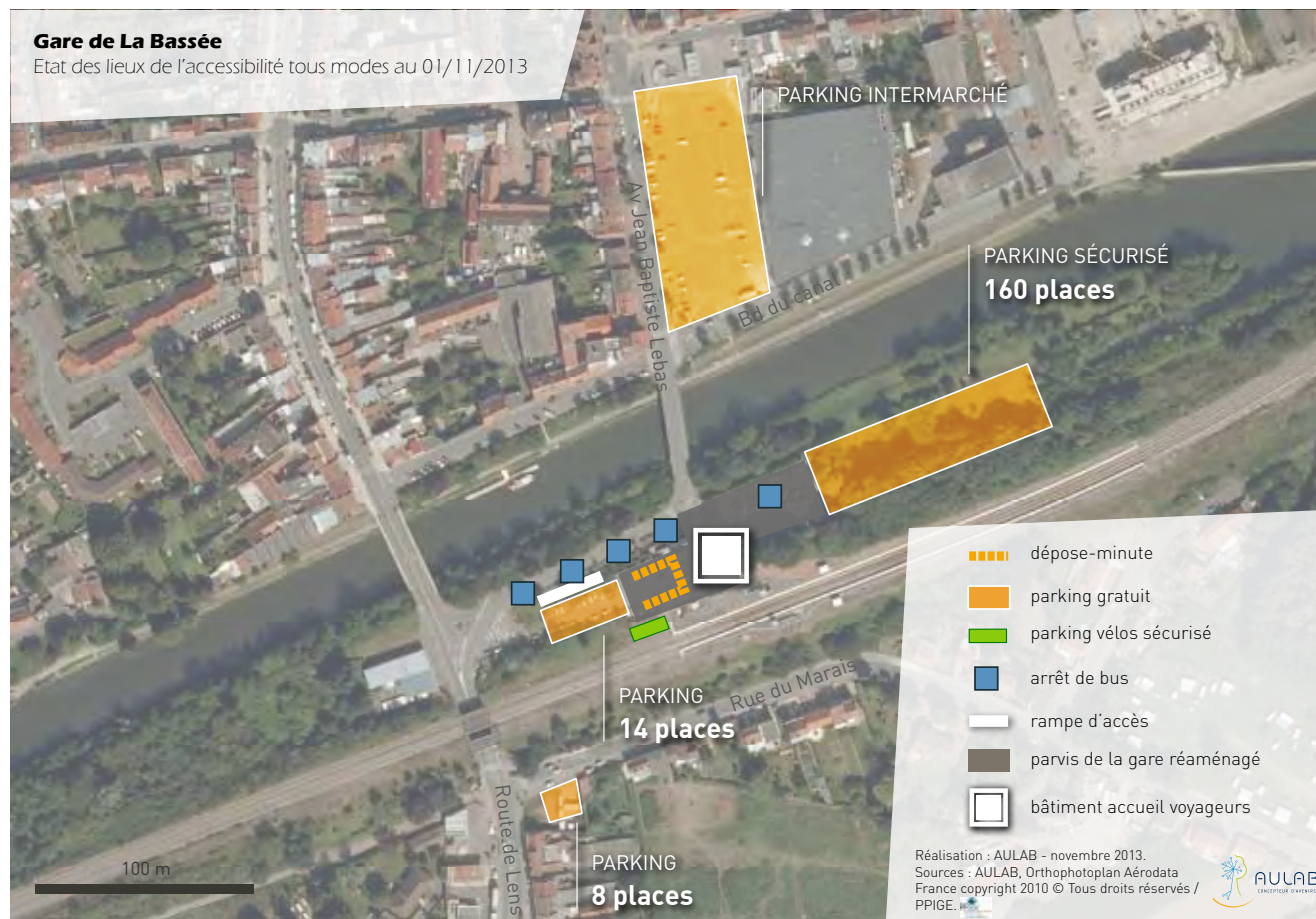 Gare de La Bassée
Etat des lieux de l'accessibilité tous modes au 01/11/2013
PARKING INTERMARCHÉ
Av Jean Baptiste Lebas
Bd du canal
PARKING SÉCURISÉ
160 places
dépose-minute
parking gratuit
parking vélos sécurisé
arrêt de bus
rampe d'accès
parvis de la gare réaménagé
bâtiment accueil voyageurs
PARKING
14 places
Rue du Marais
Route de Lens
PARKING
8 places
100 m
Réalisation : AULAB - novembre 2013.
Sources : AULAB, Orthophotoplan Aérodata
France copyright 2010 © Tous droits réservés /
PPIGE.
AULAB
CONCEPTEUR D'AVENIRS